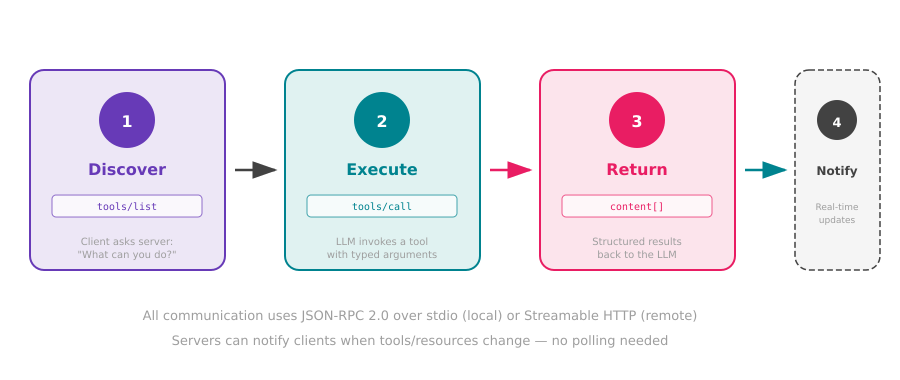 1
Discover
tools/list
Client asks server:
"What can you do?"
2
Execute
tools/call
LLM invokes a tool
with typed arguments
3
Return
content[]
Structured results
back to the LLM
4
Notify
Real-time
updates
All communication uses JSON-RPC 2.0 over stdio (local) or Streamable HTTP (remote)
Servers can notify clients when tools/resources change — no polling needed